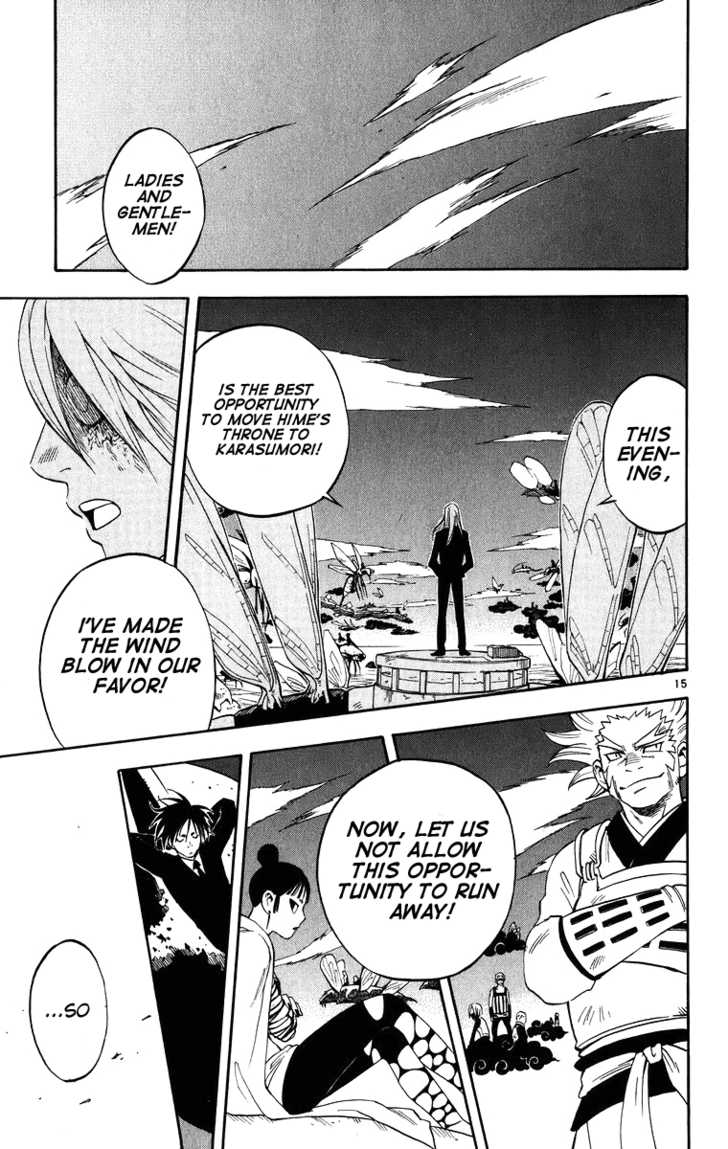 LADIES
AND
GENTLE-
MEN!
THIS
EVEN-
ING,
IS THE BEST
OPPORTUNITY
TO MOVE HIME'S
THRONE TO
KARASUMORI!
I'VE MADE
THE WIND
BLOW IN OUR
FAVOR!
15
NOW, LET US
NOT ALLOW
THIS OPPOR-
TUNITY TO RUN
AWAY!
...SO